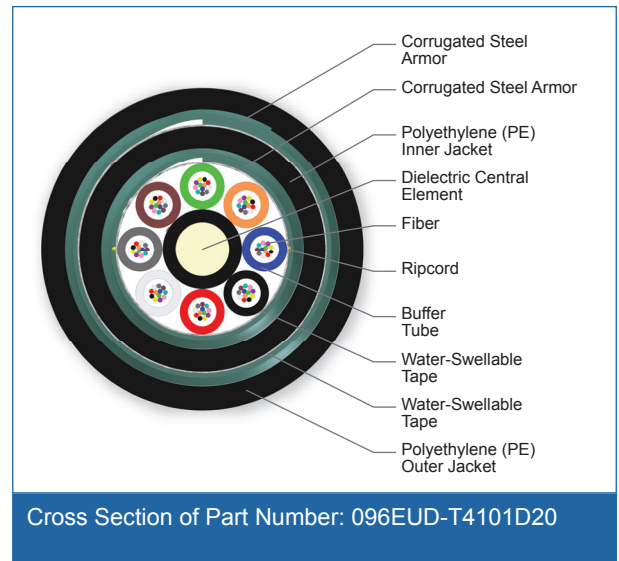 Corrugated Steel
Armor
Corrugated Steel Armor
Polyethylene (PE)
Inner Jacket
Dielectric Central
Element
Fiber
Ripcord
Buffer
Tube
Water-Swellable
Tape
Water-Swellable
Tape
Polyethylene (PE)
Outer Jacket
Cross Section of Part Number: 096EUD-T4101D20